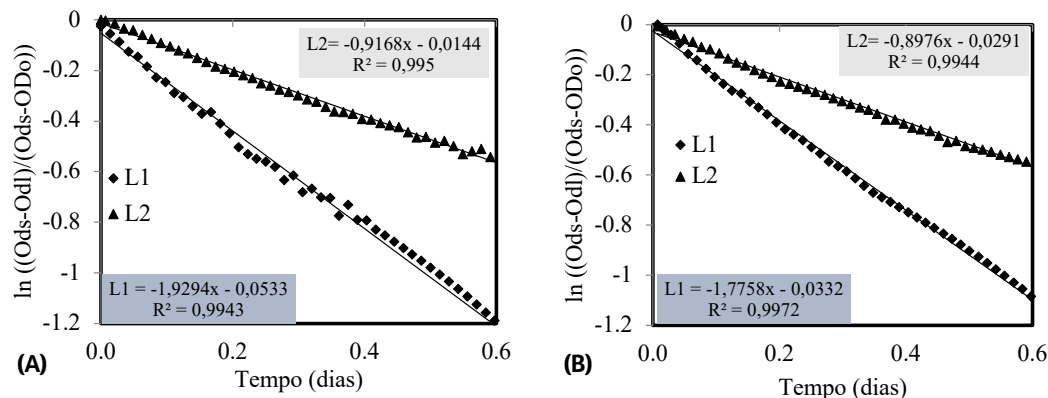 ln ((Ods-Odl)/(Ods-ODo))
0
-0.2
-0.4
-0.6
-0.8
-1
-1.2
L2= -0,9168x - 0,0144
R² = 0,995
L1
L2
L1 = -1,9294x - 0,0533
R² = 0,9943
0.0
0.2
0.4
0.6
Tempo (dias)
(A)
ln ((Ods-Odl)/(Ods-ODo))
0
-0.2
-0.4
-0.6
-0.8
-1
-1.2
L2= -0,8976x - 0,0291
R² = 0,9944
L1
L2
L1 = -1,7758x - 0,0332
R² = 0,9972
0.0
0.2
0.4
0.6
Tempo (dias)
(B)